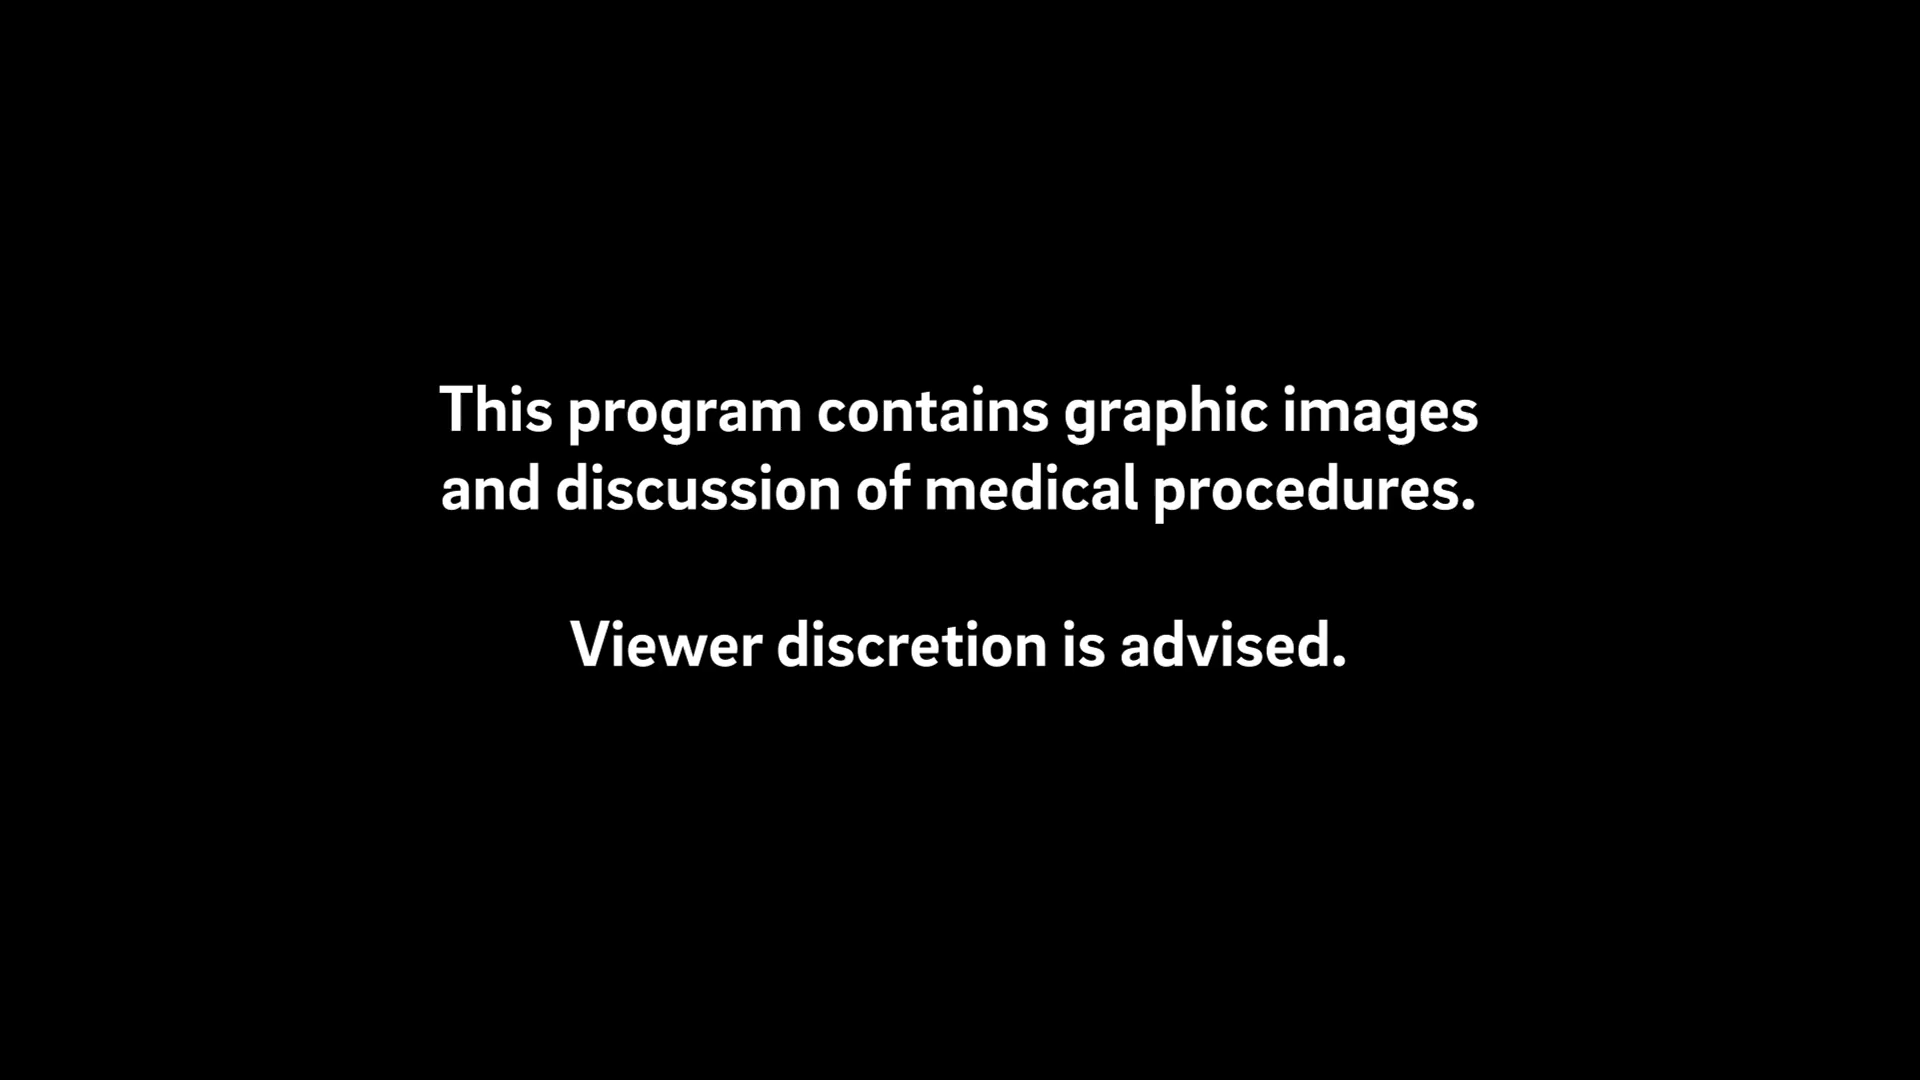 This program contains graphic images
and discussion of medical procedures.
Viewer discretion is advised.